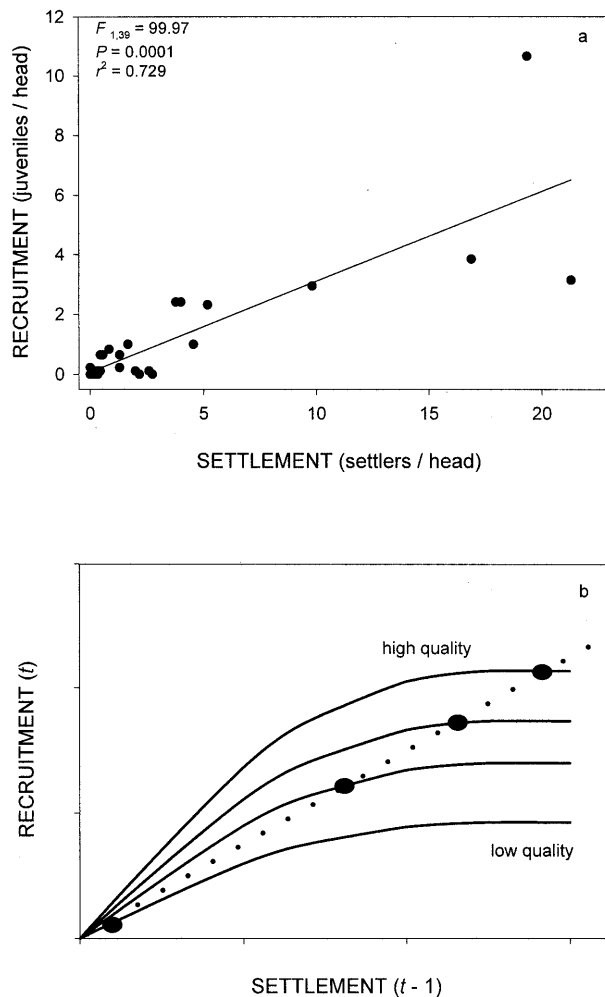 12
10
8
6
4
2
0
RECRUITMENT (juveniles / head)
F 1,39 = 99.97
P = 0.0001
r2 = 0.729
a
0 5 10 15 20
SETTLEMENT (settlers / head)
b
RECRUITMENT (t)
high quality
low quality
SETTLEMENT (t - 1)